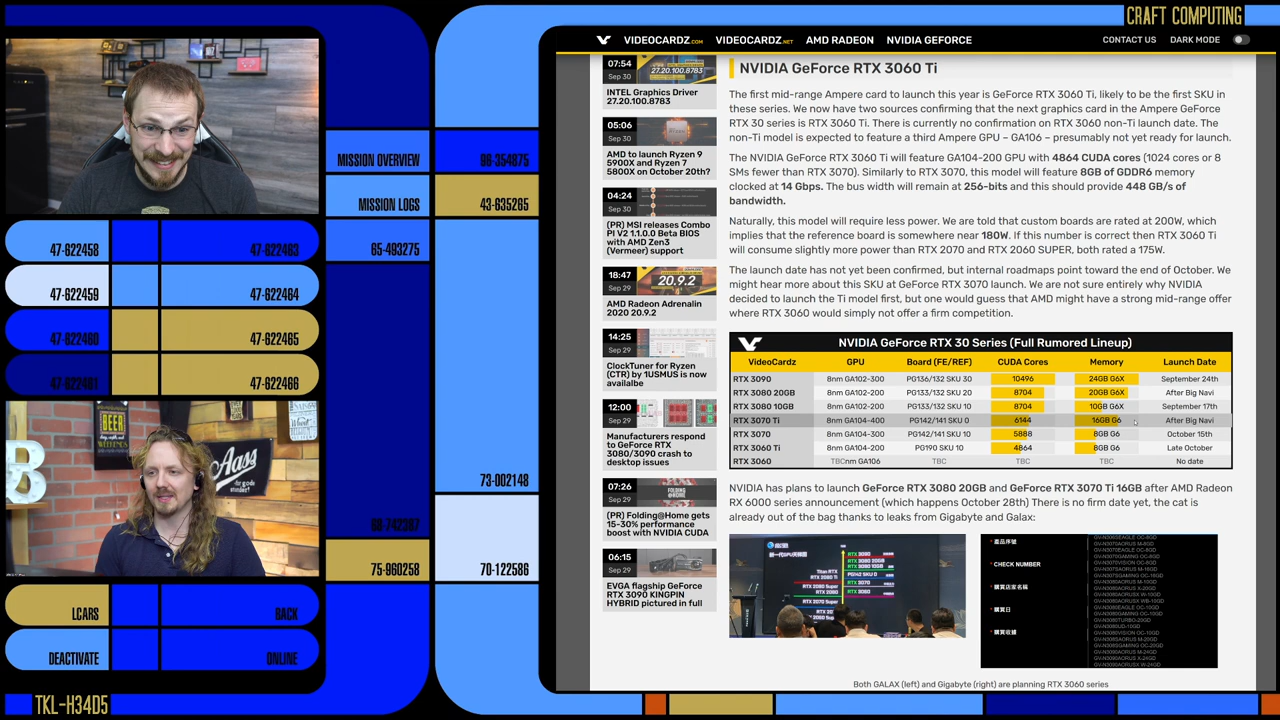 CRAFT COMPUTING
VIDEOCARDZ.COM VIDEOCARDZ.NET AMD RADEON NVIDIA GEFORCE CONTACT US DARK MODE
MISSION OVERVIEW
98-354875
MISSION LOGS
43-635265
47-622458
47-622463
65-493275
47-622459
47-622464
47-622460
47-622465
47-622461
47-622466
BEER
Aass
73-002148
68-742387
75-960258
70-122586
LCARS
BACK
DEACTIVATE
ONLINE
TKL-H34D5
07:54
Sep 30
27.20.100.8783
INTEL Graphics Driver
27.20.100.8783
05:06
Sep 30
AMD to launch Ryzen 9
5900X and Ryzen 7
5800X on October 20th?
04:24
Sep 30
(PR) MSI releases Combo
PI V2 1.1.0.0 Beta BIOS
with AMD Zen3
(Vermeer) support
18:47
Sep 29
20.9.2
AMD Radeon Adrenalin
2020 20.9.2
14:25
Sep 29
ClockTuner for Ryzen
(CTR) by 1USMUS is now
availalbe
12:00
Sep 29
Manufacturers respond
to GeForce RTX
3080/3090 crash to
desktop issues
07:26
Sep 29
FOLDING
@HOME
(PR) Folding@Home gets
15-30% performance
boost with NVIDIA CUDA
06:15
Sep 29
EVGA flagship GeForce
RTX 3090 KINGPIN
HYBRID pictured in full
NVIDIA GeForce RTX 3060 Ti
The first mid-range Ampere card to launch this year is GeForce RTX 3060 Ti, likely to be the first SKU in
these series. We now have two sources confirming that the next graphics card in the Ampere GeForce
RTX 30 series is RTX 3060 Ti. There is currently no confirmation on RTX 3060 non-Ti launch date. The
non-Ti model is expected to feature a third Ampere GPU – GA106 – presumably not yet ready for launch.
The NVIDIA GeForce RTX 3060 Ti will feature GA104-200 GPU with 4864 CUDA cores (1024 cores or 8
SMs fewer than RTX 3070). Similarly to RTX 3070, this model will feature 8GB of GDDR6 memory
clocked at 14 Gbps. The bus width will remain at 256-bits and this should provide 448 GB/s of
bandwidth.
Naturally, this model will require less power. We are told that custom boards are rated at 200W, which
implies that the reference board is somewhere near 180W. If this number is correct then RTX 3060 Ti
will consume slightly more power than RTX 2070 and RTX 2060 SUPER, both rated a 175W.
The launch date has not yet been confirmed, but internal roadmaps point toward the end of October. We
might hear more about this SKU at GeForce RTX 3070 launch. We are not sure entirely why NVIDIA
decided to launch the Ti model first, but one would guess that AMD might have a strong mid-range offer
where RTX 3060 would simply not offer a firm competition.
NVIDIA GeForce RTX 30 Series (Full Rumored Lineup)
VideoCardz GPU Board (FE/REF) CUDA Cores Memory Launch Date
RTX 3090 8nm GA102-300 PG136/132 SKU 30 10496 24GB G6X September 24th
RTX 3080 20GB 8nm GA102-200 PG133/132 SKU 20 8704 20GB G6X After Big Navi
RTX 3080 10GB 8nm GA102-200 PG133/132 SKU 10 8704 10GB G6X September 17th
RTX 3070 Ti 8nm GA104-400 PG142/141 SKU 0 6144 16GB G6 After Big Navi
RTX 3070 8nm GA104-300 PG142/141 SKU 10 5888 8GB G6 October 15th
RTX 3060 Ti 8nm GA104-200 PG190 SKU 10 4864 8GB G6 Late October
RTX 3060 TBCnm GA106 TBC TBC TBC No date
NVIDIA has plans to launch GeForce RTX 3080 20GB and GeForce RTX 3070 Ti 16GB after AMD Radeon
RX 6000 series announcement (which happens October 28th) There is no firm date yet, the cat is
already out of the bag thanks to leaks from Gigabyte and Galax:
CHECK NUMBER
Both GALAX (left) and Gigabyte (right) are planning RTX 3060 series